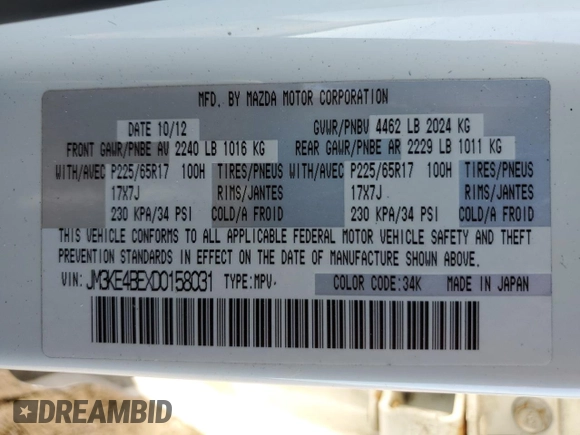 MFD. BY MAZDA MOTOR CORPORATION
DATE 10/12 GVWR/PNBV 4462 LB 2024 KG
FRONT GAWR/PNBE AV 2240 LB 1016 KG REAR GAWR/PNBE AR 2229 LB 1011 KG
WITH/AVEC P225/65R17 100H TIRES/PNEUS WITH/AVEC P225/65R17 100H TIRES/PNEUS
17X7J RIMS/JANTES 17X7J RIMS/JANTES
230 KPA/34 PSI COLD/A FROID 230 KPA/34 PSI COLD/A FROID
THIS VEHICLE CONFORMS TO ALL APPLICABLE FEDERAL MOTOR VEHICLE SAFETY AND THEFT
PREVENTION STANDARDS IN EFFECT ON THE DATE OF MANUFACTURE SHOWN ABOVE.
VIN: JM3KE4BEXD0158031 TYPE:MPV COLOR CODE:34K MADE IN JAPAN
DREAMBID